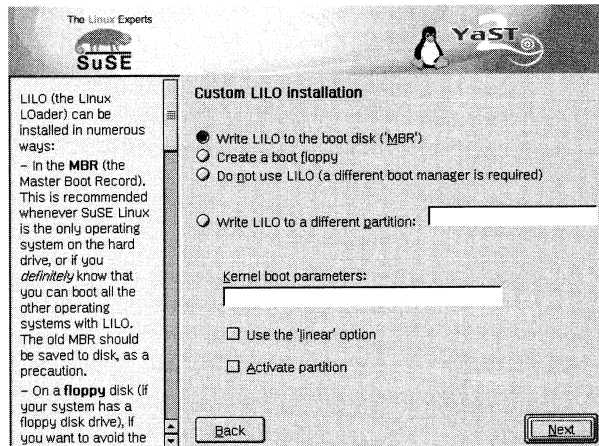 The Linux Experts
SuSE
YaST
2
LILO (the LInux
LOader) can be
installed in numerous
ways:
– In the MBR (the
Master Boot Record).
This is recommended
whenever SuSE Linux
is the only operating
system on the hard
drive, or if you
definitely know that
you can boot all the
other operating
systems with LILO.
The old MBR should
be saved to disk, as a
precaution.
– On a floppy disk (if
your system has a
floppy disk drive), if
you want to avoid the
Custom LILO installation
Write LILO to the boot disk ('MBR')
Create a boot floppy
Do not use LILO (a different boot manager is required)
Write LILO to a different partition:
Kernel boot parameters:
Use the 'linear' option
Activate partition
Back
Next